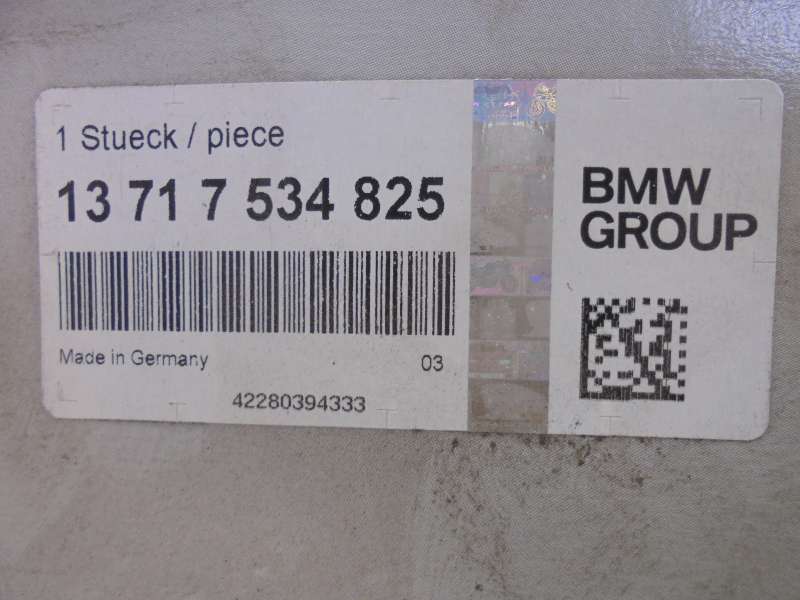 1 Stueck / piece
13 71 7 534 825
Made in Germany
03
42280394333
BMW
GROUP